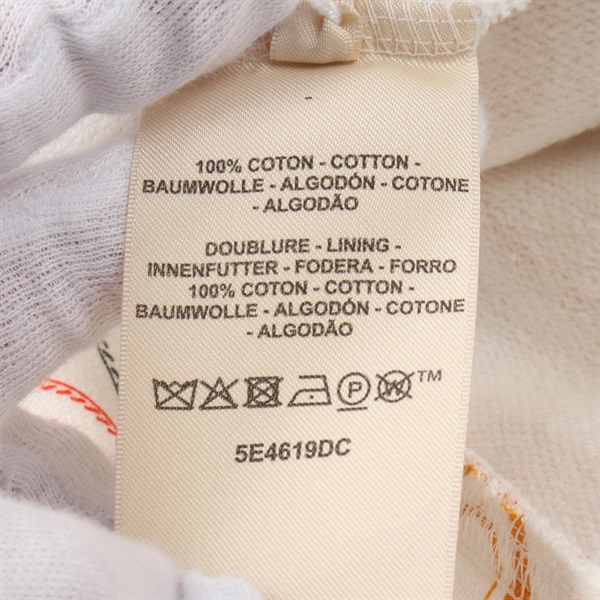 100% COTON - COTTON -
BAUMWOLLE - ALGODÓN - COTONE
- ALGODÃO
DOUBLURE - LINING -
INNENFUTTER - FODERA - FORRO
100% COTON - COTTON -
BAUMWOLLE - ALGODÓN - COTONE
- ALGODÃO
P W TM
5E4619DC